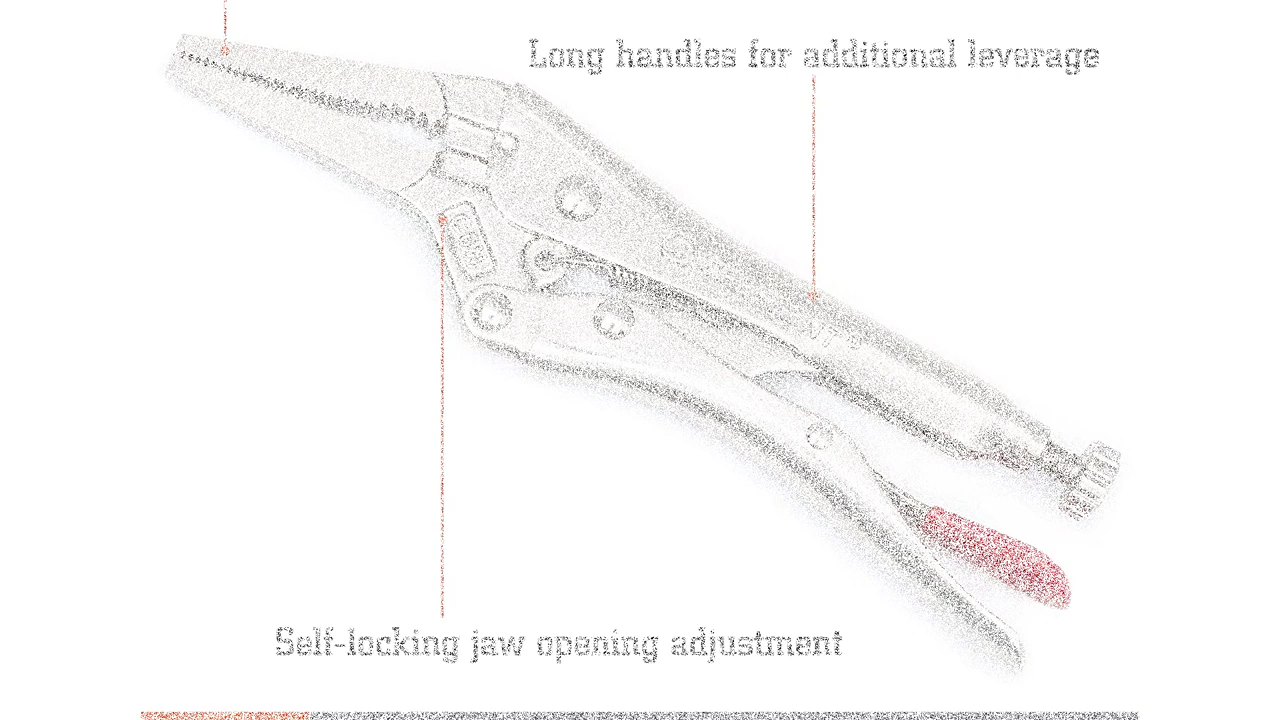 Long handles for additional leverage
Self-locking jaw opening adjustment